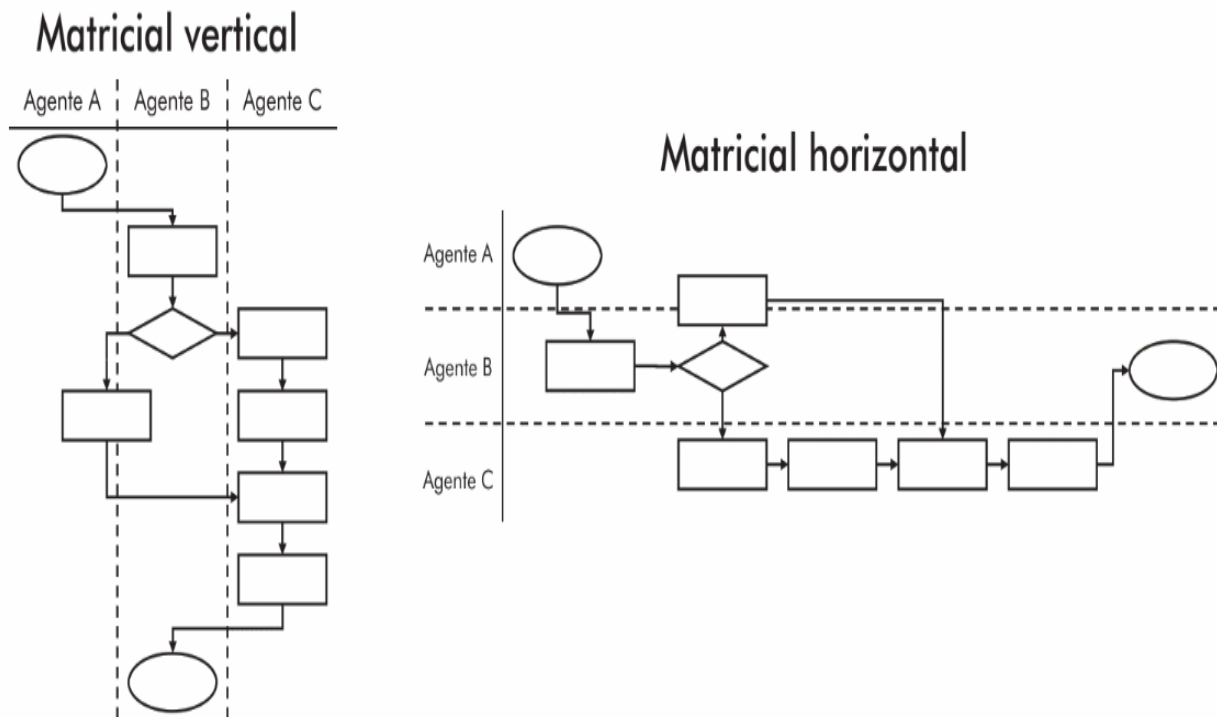 Matricial vertical
Agente A Agente B Agente C
Matricial horizontal
Agente A
Agente B
Agente C